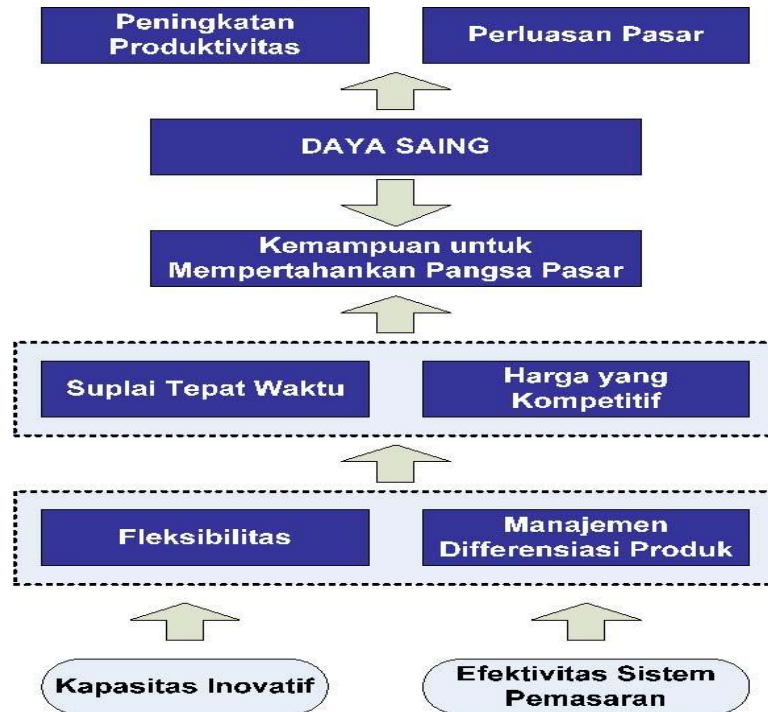 Peningkatan
Produktivitas
Perluasan Pasar
DAYA SAING
Kemampuan untuk
Mempertahankan Pangsa Pasar
Suplai Tepat Waktu
Harga yang
Kompetitif
Fleksibilitas
Manajemen
Differensiasi Produk
Kapasitas Inovatif
Efektivitas Sistem
Pemasaran